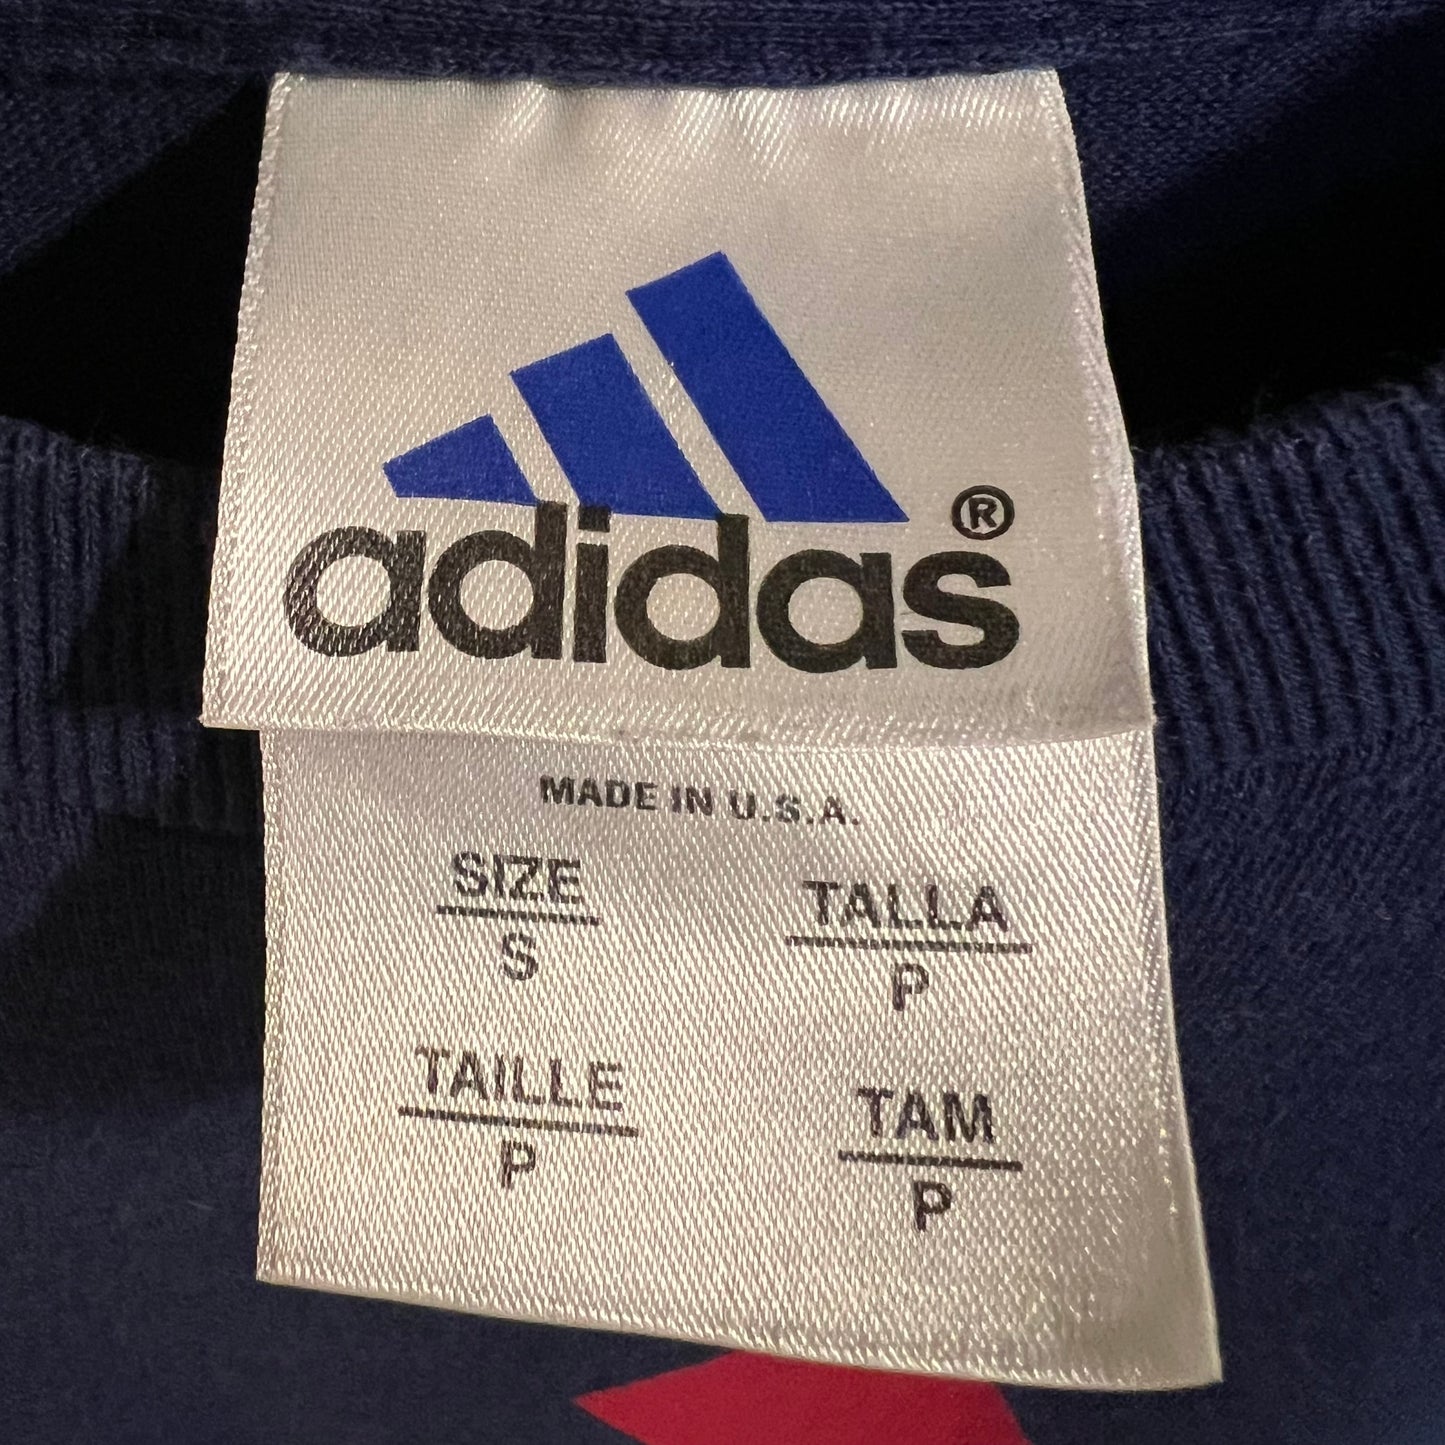 adidas®
MADE IN U.S.A.
SIZE TALLA
S P
TAILLE TAM
P P